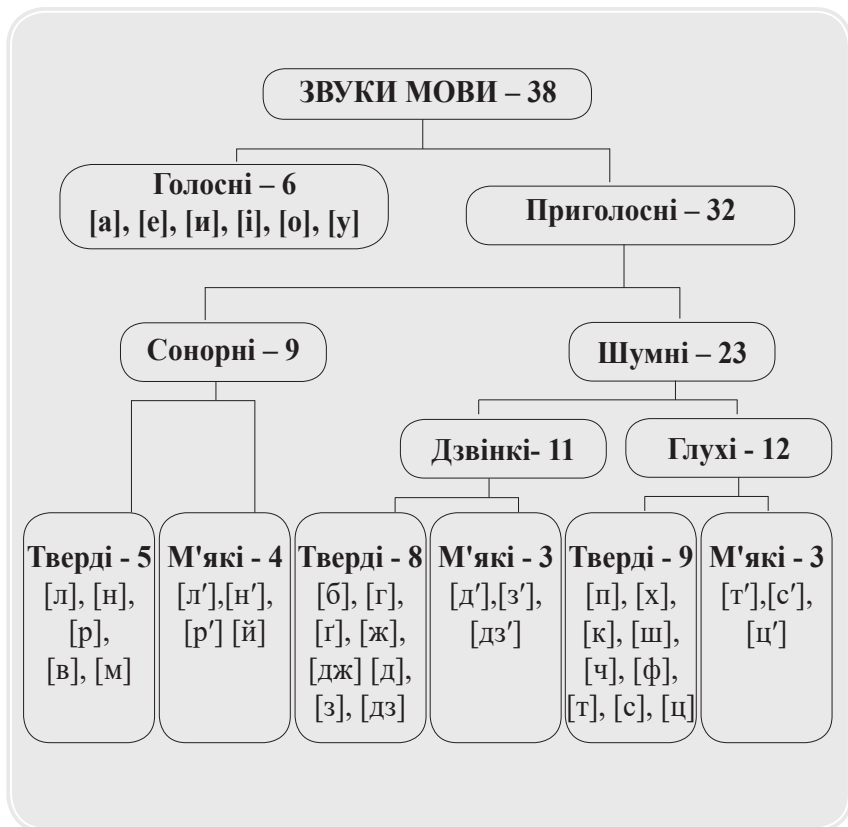 ЗВУКИ МОВИ – 38
Голосні – 6
[а], [е], [и], [і], [о], [у]
Приголосні – 32
Сонорні – 9
Шумні – 23
Дзвінкі- 11
Глухі - 12
Тверді - 5
[л], [н],
[р],
[в], [м]
М'які - 4
[л′],[н′],
[р′] [й]
Тверді - 8
[б], [г],
[ґ], [ж],
[дж] [д],
[з], [дз]
М'які - 3
[д′],[з′],
[дз′]
Тверді - 9
[п], [х],
[к], [ш],
[ч], [ф],
[т], [с], [ц]
М'які - 3
[т′],[с′],
[ц′]